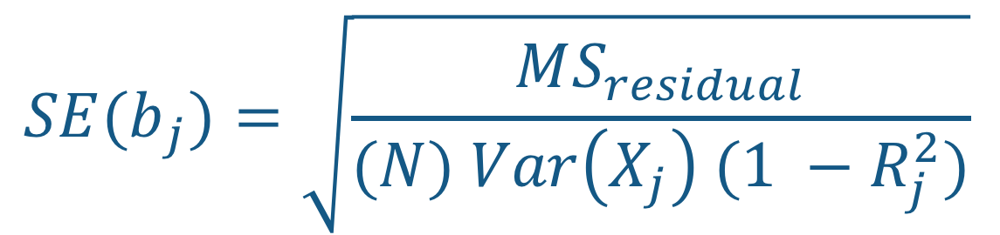 SE(b_j) = √(MS_residual / ((N) Var(X_j) (1 − R_j^2)))